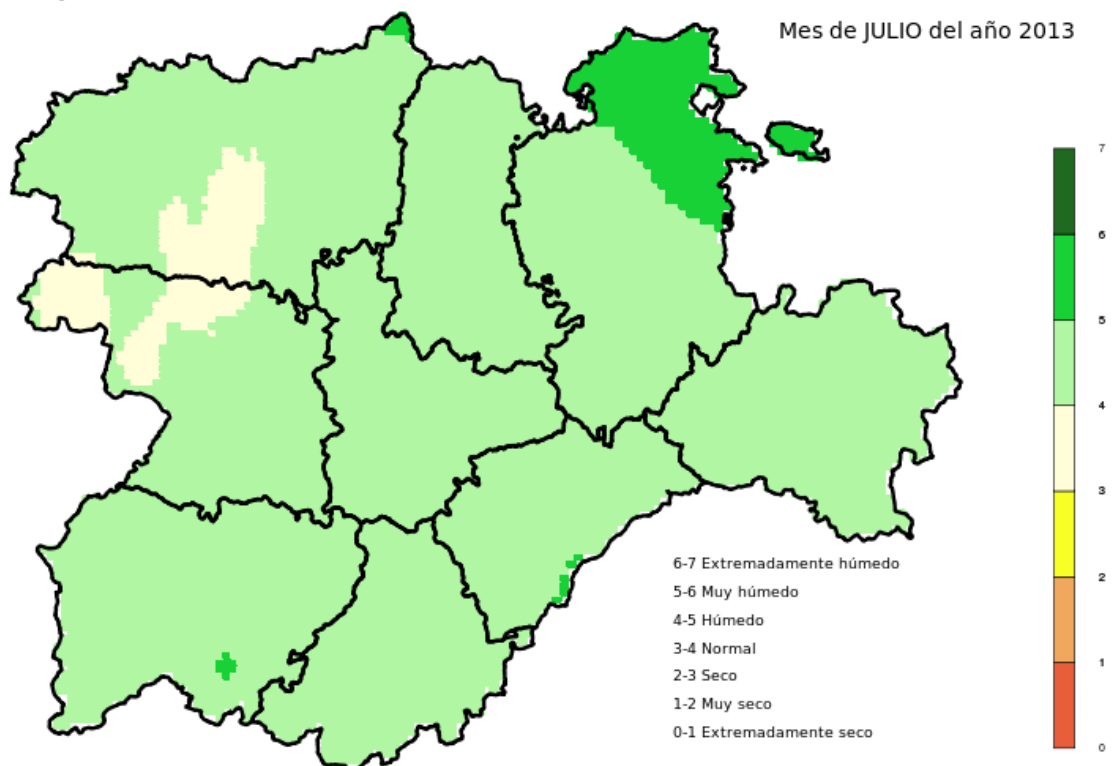 Mes de JULIO del año 2013
7
6
5
4
3
2
1
0
6-7 Extremadamente húmedo
5-6 Muy húmedo
4-5 Húmedo
3-4 Normal
2-3 Seco
1-2 Muy seco
0-1 Extremadamente seco